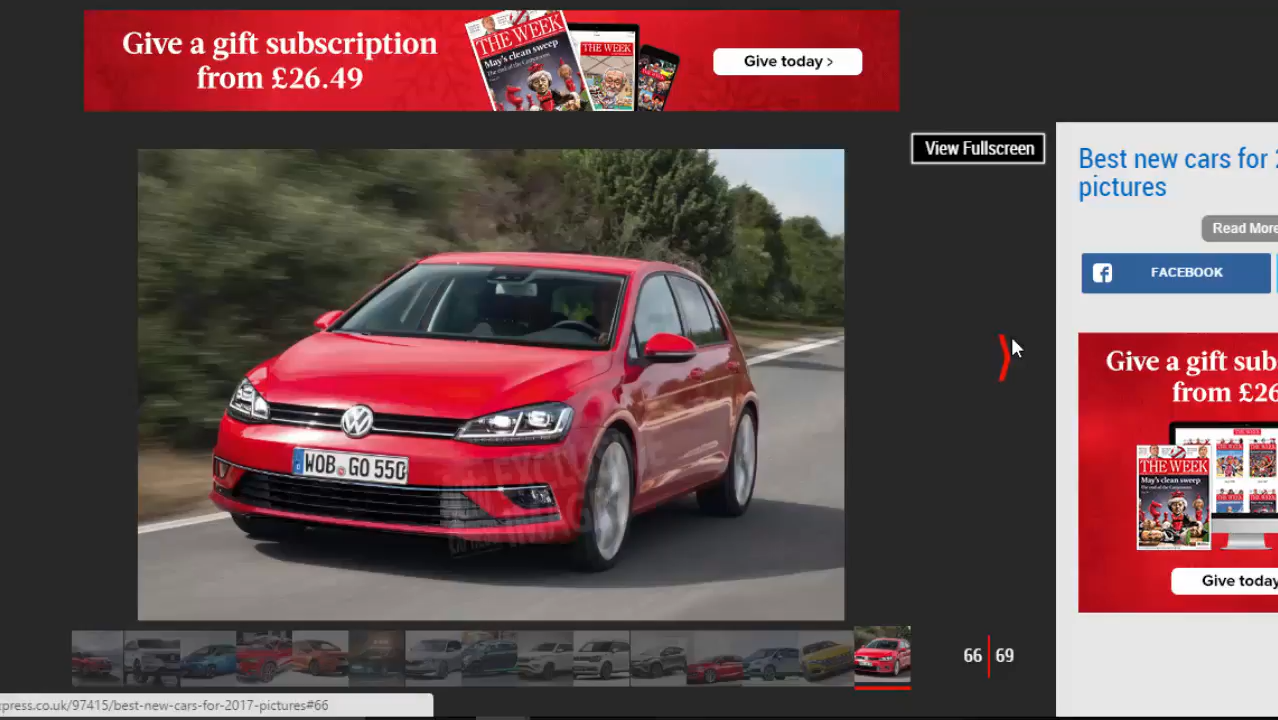 Give a gift subscription
from £26.49
THE WEEK
May's clean sweep
THE WEEK
Give today >
View Fullscreen
Best new cars for
pictures
Read More
FACEBOOK
WOB GO 550
Give a gift sub
from £26
THE WEEK
May's clean sweep
Give today
66 69
press.co.uk/97415/best-new-cars-for-2017-pictures#66